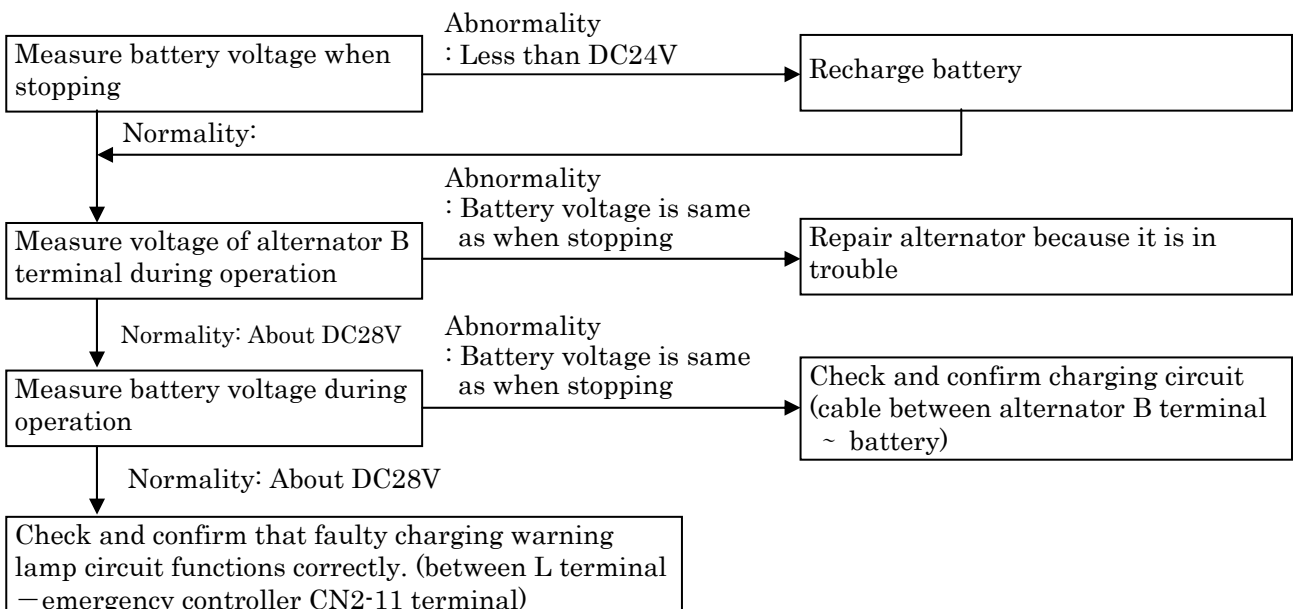 Abnormality
: Less than DC24V
Measure battery voltage when
stopping
Recharge battery
Normality:
Abnormality
: Battery voltage is same
as when stopping
Measure voltage of alternator B
terminal during operation
Repair alternator because it is in
trouble
Normality: About DC28V
Abnormality
: Battery voltage is same
as when stopping
Measure battery voltage during
operation
Check and confirm charging circuit
(cable between alternator B terminal
~ battery)
Normality: About DC28V
Check and confirm that faulty charging warning
lamp circuit functions correctly. (between L terminal
－emergency controller CN2-11 terminal)